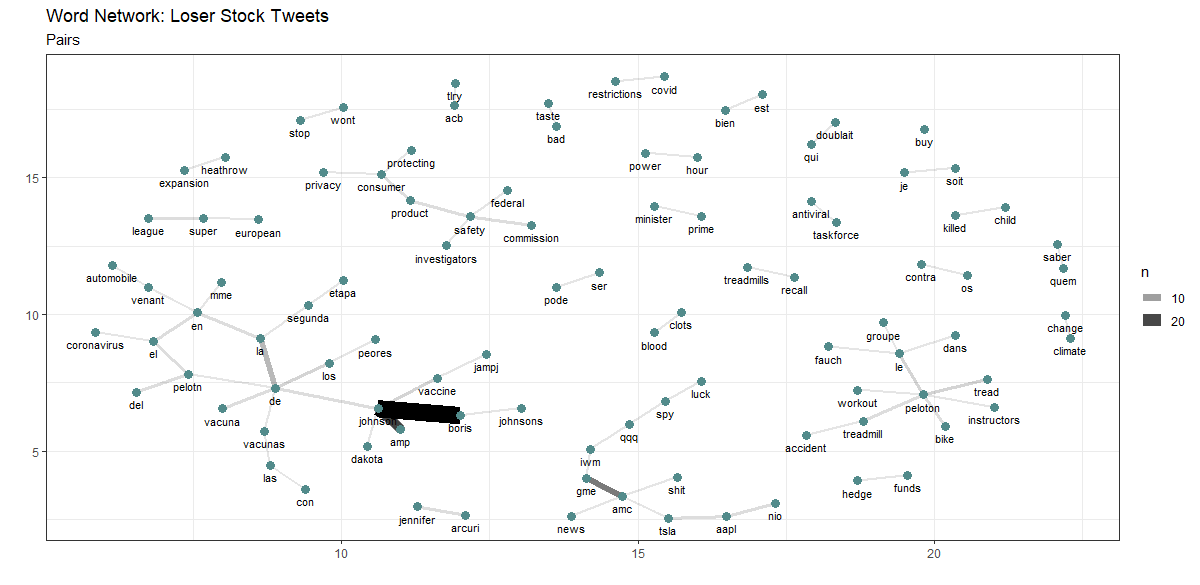 Word Network: Loser Stock Tweets
Pairs
tlry
restrictions
covid
acb
taste
est
stop
wont
bad
bien
doublait
buy
qui
protecting
heathrow
power
hour
expansion
privacy
consumer
je
soit
federal
product
antiviral
child
minister
killed
league
super
european
safety
commission
prime
taskforce
saber
investigators
automobile
treadmills
contra
quem
venant
mme
etapa
pode
ser
recall
os
en
segunda
clots
change
coronavirus
el
la
peores
blood
groupe
dans
climate
los
jampj
fauch
le
pelotn
de
vaccine
luck
tread
del
vacuna
johnson
boris
johnsons
spy
workout
peloton
instructors
vacunas
dakota
amp
qqq
accident
treadmill
bike
las
iwm
con
gme
shit
hedge
funds
jennifer
arcuri
news
amc
tsla
aapl
nio
15
10
5
10
15
20
n
10
20